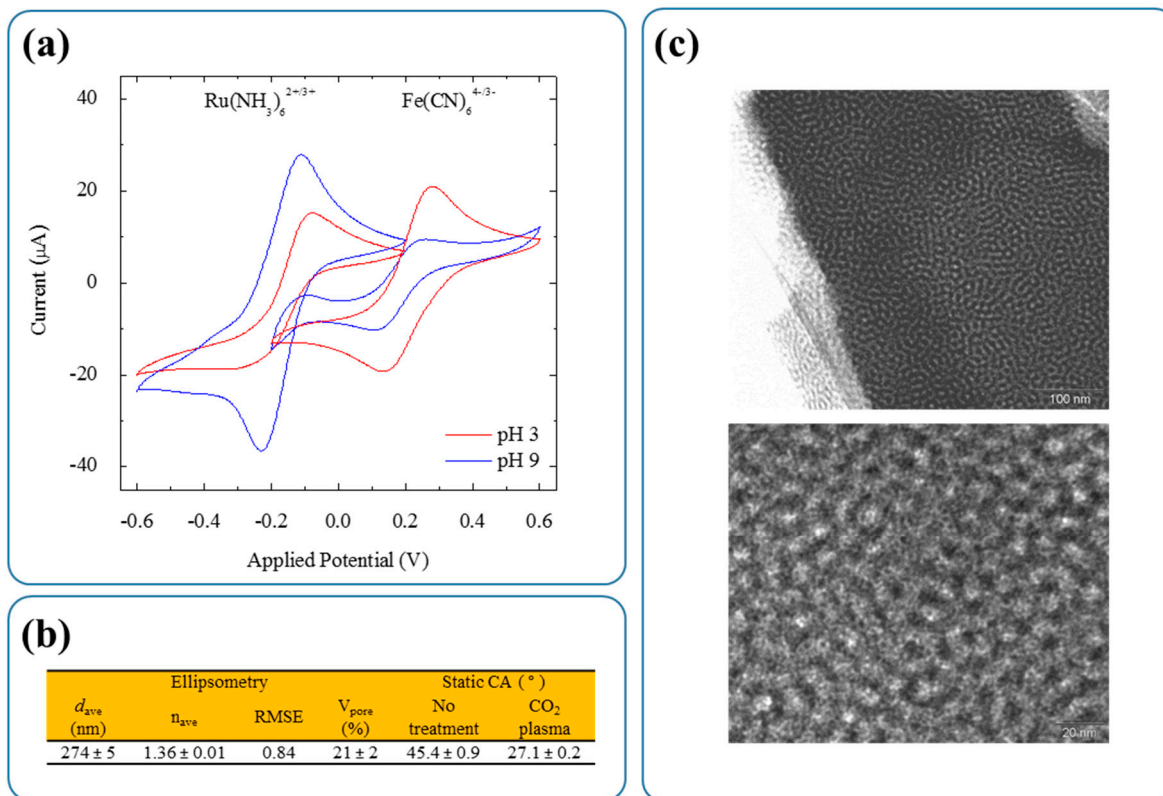 (a)
Ru(NH3)6 2+/3+
Fe(CN)6 4-/3-
40
20
0
-20
-40
Current (μA)
pH 3
pH 9
-0.6 -0.4 -0.2 0.0 0.2 0.4 0.6
Applied Potential (V)
(b)
Ellipsometry Static CA (°)
dave (nm) nave RMSE Vpore (%) No treatment CO2 plasma
274 ± 5 1.36 ± 0.01 0.84 21 ± 2 45.4 ± 0.9 27.1 ± 0.2
(c)
100 nm
20 nm